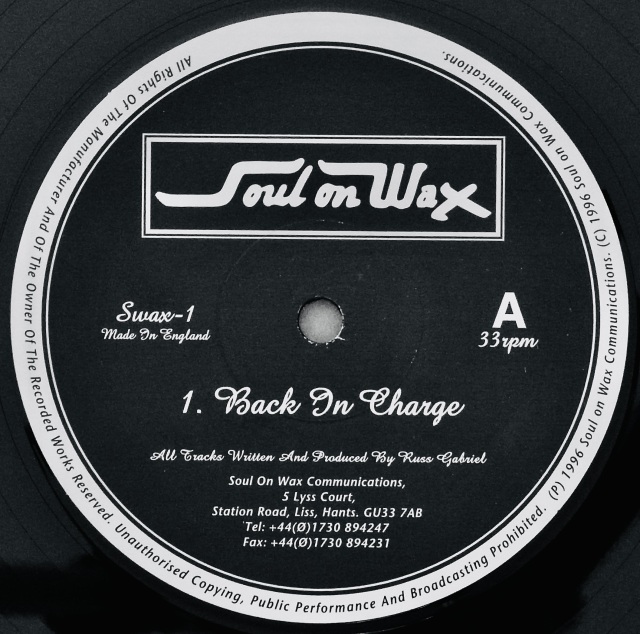 Soul on Wax
Swax-1
Made In England
A
33rpm
1. Back In Charge
All Tracks Written And Produced By Russ Gabriel
Soul On Wax Communications,
5 Lyss Court,
Station Road, Liss, Hants. GU33 7AB
Tel: +44(Ø)1730 894247
Fax: +44(Ø)1730 894231
All Rights Of The Manufacturer And Of The Owner Of The Recorded Works Reserved. Unauthorised Copying, Public Performance And Broadcasting Prohibited. (P) 1996 Soul on Wax Communications. (C) 1996 Soul on Wax Communications.